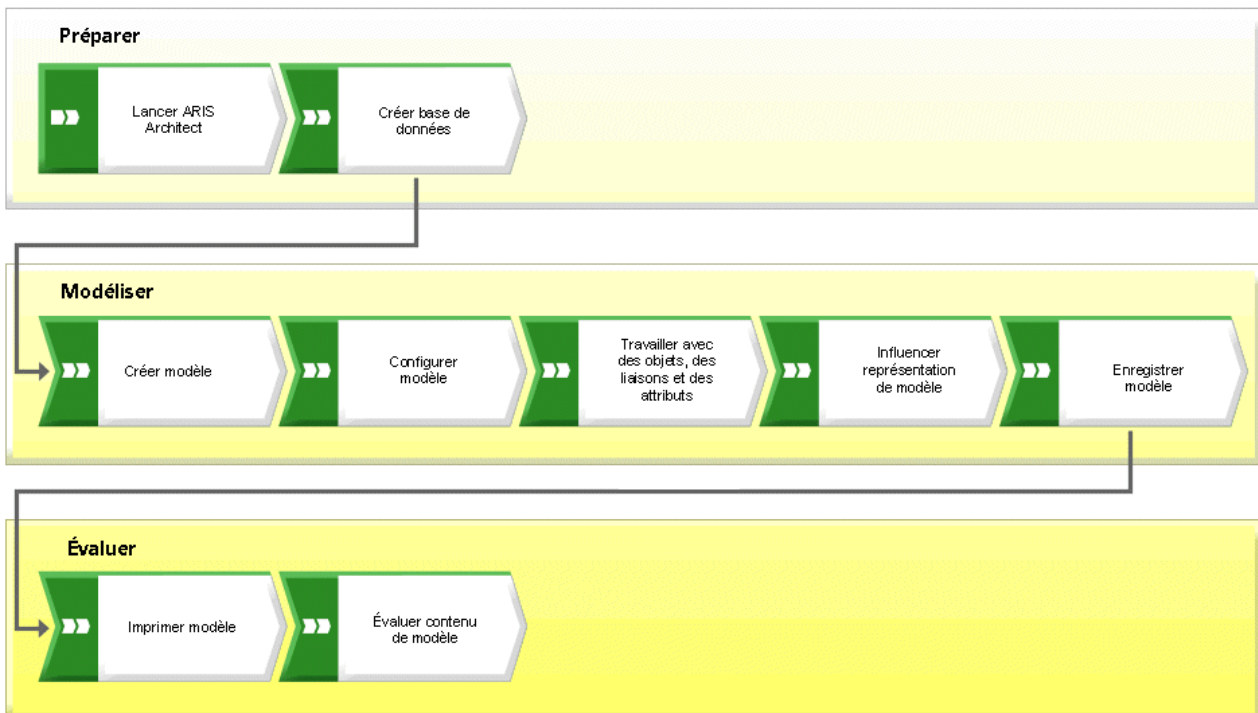 Préparer
Lancer ARIS
Architect
Créer base de
données
Modéliser
Créer modèle
Configurer
modèle
Travailler avec
des objets, des
liaisons et des
attributs
Influencer
représentation
de modèle
Enregistrer
modèle
Évaluer
Imprimer modèle
Évaluer contenu
de modèle